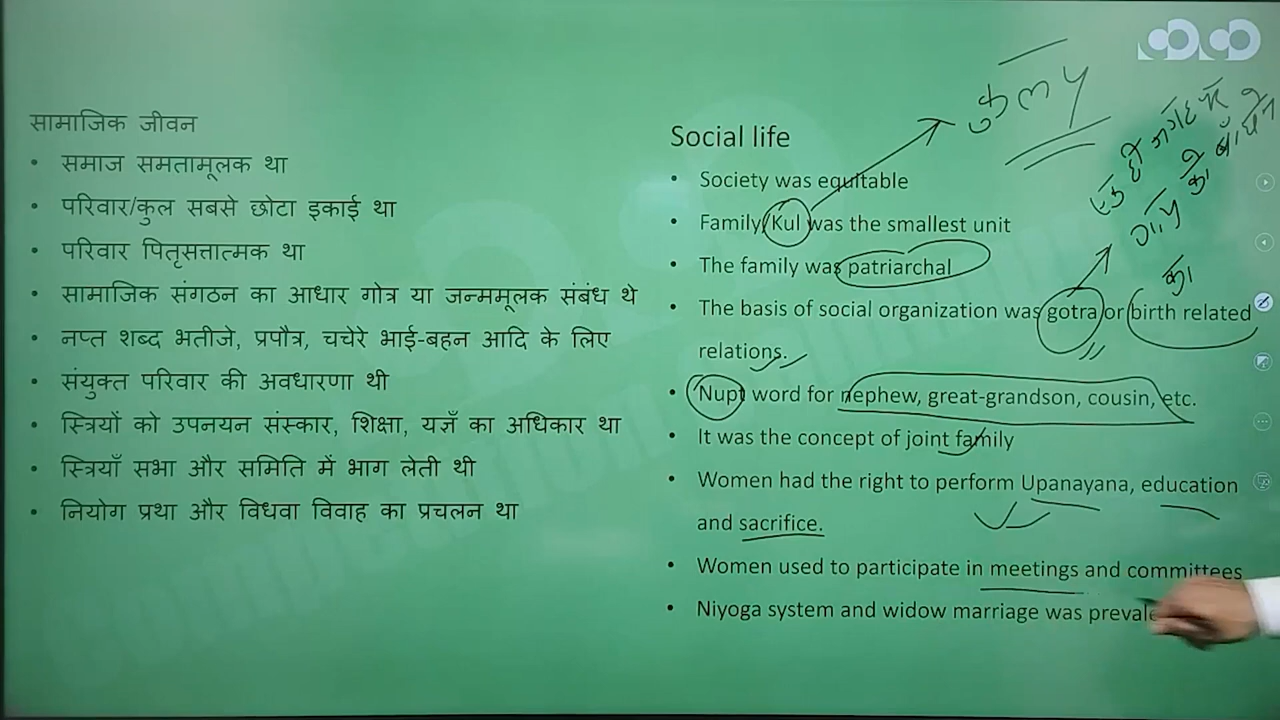 सामाजिक जीवन
• समाज समतामूलक था
• परिवार/कुल सबसे छोटा इकाई था
• परिवार पितृसत्तात्मक था
• सामाजिक संगठन का आधार गोत्र या जन्ममूलक संबंध थे
• नप्त शब्द भतीजे, प्रपौत्र, चचेरे भाई-बहन आदि के लिए
• संयुक्त परिवार की अवधारणा थी
• स्त्रियों को उपनयन संस्कार, शिक्षा, यज्ञँ का अधिकार था
• स्त्रियाँ सभा और समिति में भाग लेती थी
• नियोग प्रथा और विधवा विवाह का प्रचलन था
Social life
• Society was equitable
• Family/Kul was the smallest unit
• The family was patriarchal
• The basis of social organization was gotra or birth related
relations.
• Nupt word for nephew, great-grandson, cousin, etc.
• It was the concept of joint family
• Women had the right to perform Upanayana, education
and sacrifice.
• Women used to participate in meetings and committees
• Niyoga system and widow marriage was
कुलप
एक ही जगह पर
गाय को बाँधने
का